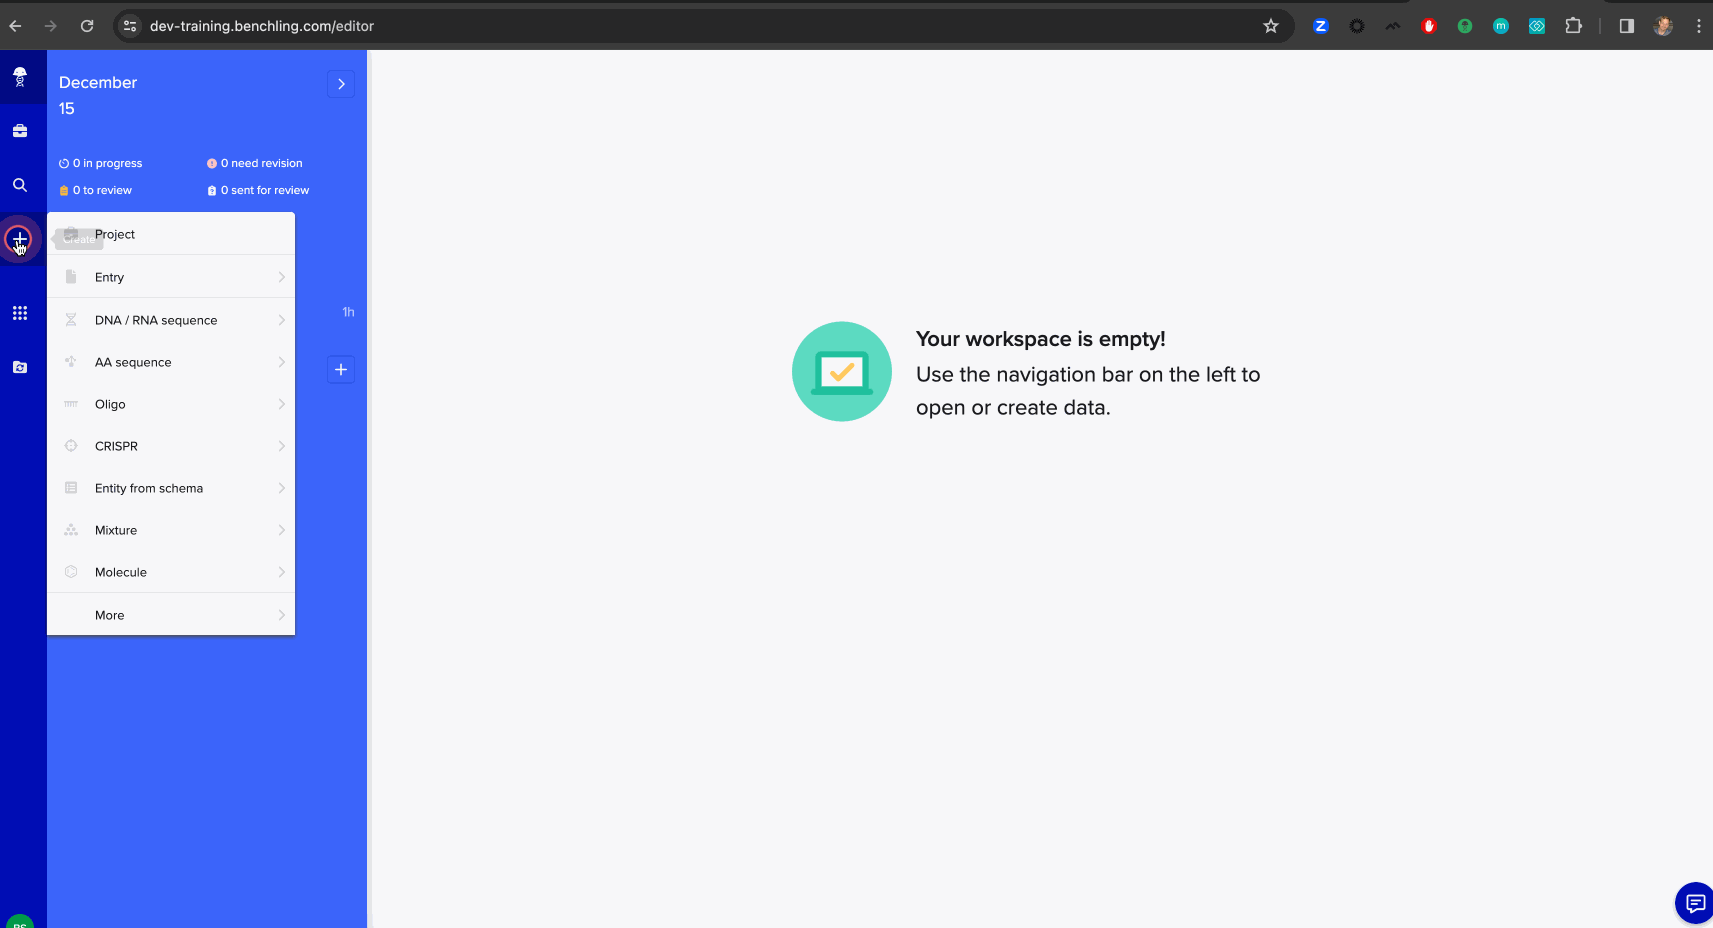 dev-training.benchling.com/editor
December
15
0 in progress
0 need revision
0 to review
0 sent for review
Create
Project
Entry
DNA / RNA sequence
1h
AA sequence
Oligo
CRISPR
Entity from schema
Mixture
Molecule
More
Your workspace is empty!
Use the navigation bar on the left to
open or create data.
Z
m